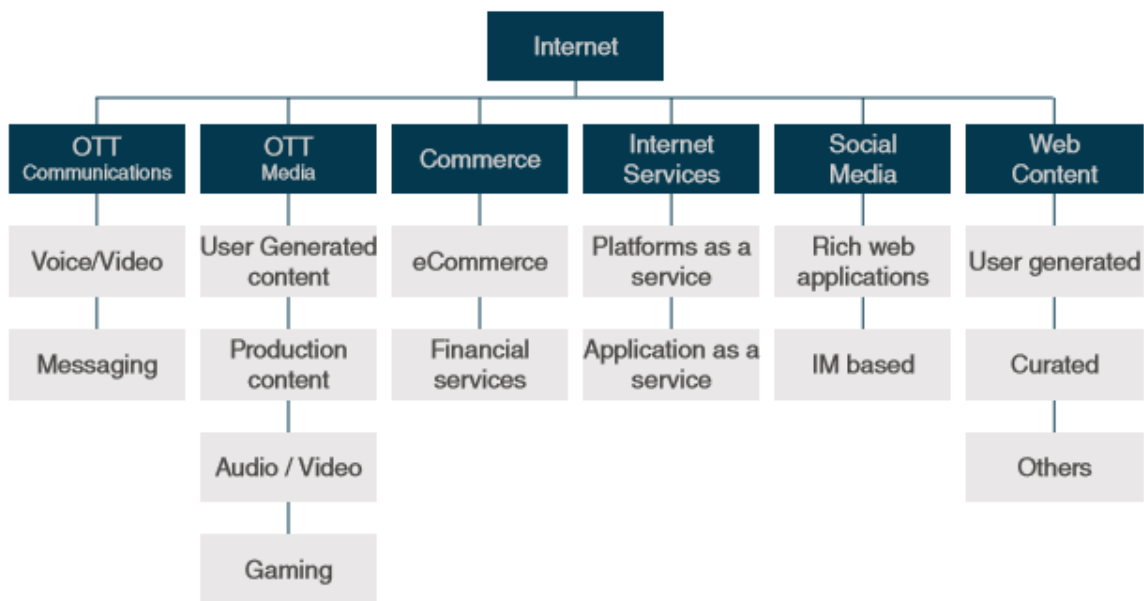 Internet
OTT
Communications
OTT
Media
Commerce
Internet
Services
Social
Media
Web
Content
Voice/Video
User Generated
content
eCommerce
Platforms as a
service
Rich web
applications
User generated
Messaging
Production
content
Financial
services
Application as a
service
IM based
Curated
Audio / Video
Others
Gaming